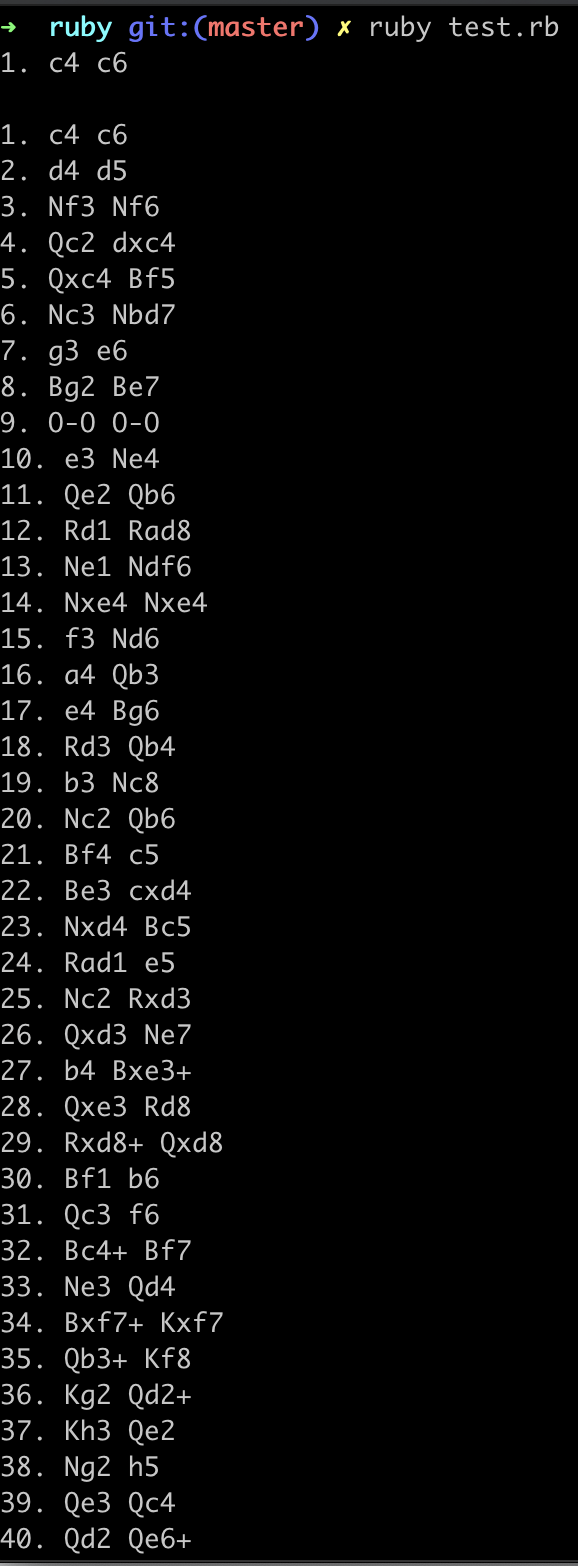 ➜ ruby git:(master) ✗ ruby test.rb
1. c4 c6
1. c4 c6
2. d4 d5
3. Nf3 Nf6
4. Qc2 dxc4
5. Qxc4 Bf5
6. Nc3 Nbd7
7. g3 e6
8. Bg2 Be7
9. O-O O-O
10. e3 Ne4
11. Qe2 Qb6
12. Rd1 Rad8
13. Ne1 Ndf6
14. Nxe4 Nxe4
15. f3 Nd6
16. a4 Qb3
17. e4 Bg6
18. Rd3 Qb4
19. b3 Nc8
20. Nc2 Qb6
21. Bf4 c5
22. Be3 cxd4
23. Nxd4 Bc5
24. Rad1 e5
25. Nc2 Rxd3
26. Qxd3 Ne7
27. b4 Bxe3+
28. Qxe3 Rd8
29. Rxd8+ Qxd8
30. Bf1 b6
31. Qc3 f6
32. Bc4+ Bf7
33. Ne3 Qd4
34. Bxf7+ Kxf7
35. Qb3+ Kf8
36. Kg2 Qd2+
37. Kh3 Qe2
38. Ng2 h5
39. Qe3 Qc4
40. Qd2 Qe6+